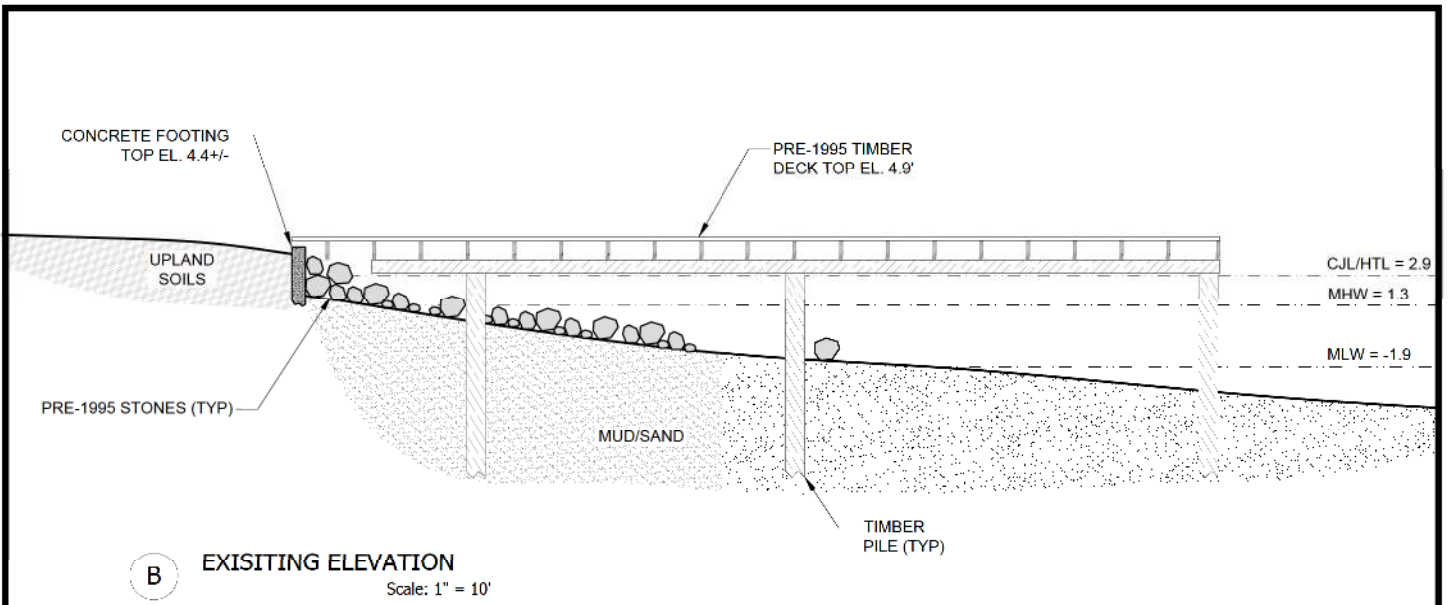 CONCRETE FOOTING
TOP EL. 4.4+/-
PRE-1995 TIMBER
DECK TOP EL. 4.9'
UPLAND
SOILS
CJL/HTL = 2.9
MHW = 1.3
MLW = -1.9
PRE-1995 STONES (TYP)
MUD/SAND
TIMBER
PILE (TYP)
B
EXISITING ELEVATION
Scale: 1" = 10'